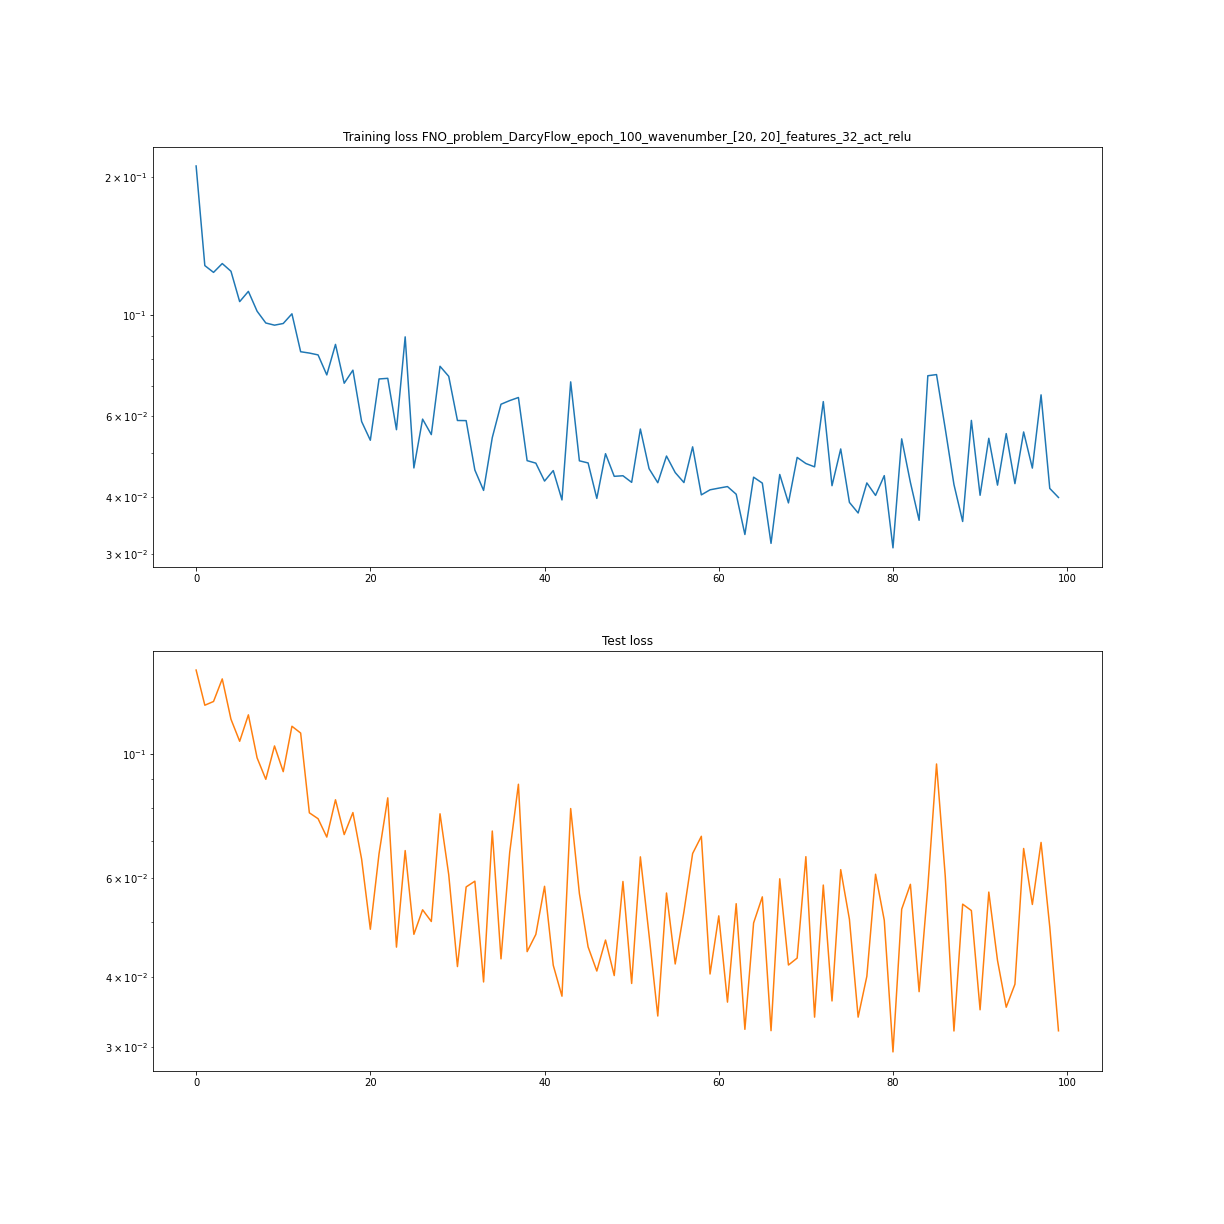 Training loss FNO_problem_DarcyFlow_epoch_100_wavenumber_[20, 20]_features_32_act_relu
2 × 10⁻¹
10⁻¹
6 × 10⁻²
4 × 10⁻²
3 × 10⁻²
0 20 40 60 80 100
Test loss
10⁻¹
6 × 10⁻²
4 × 10⁻²
3 × 10⁻²
0 20 40 60 80 100